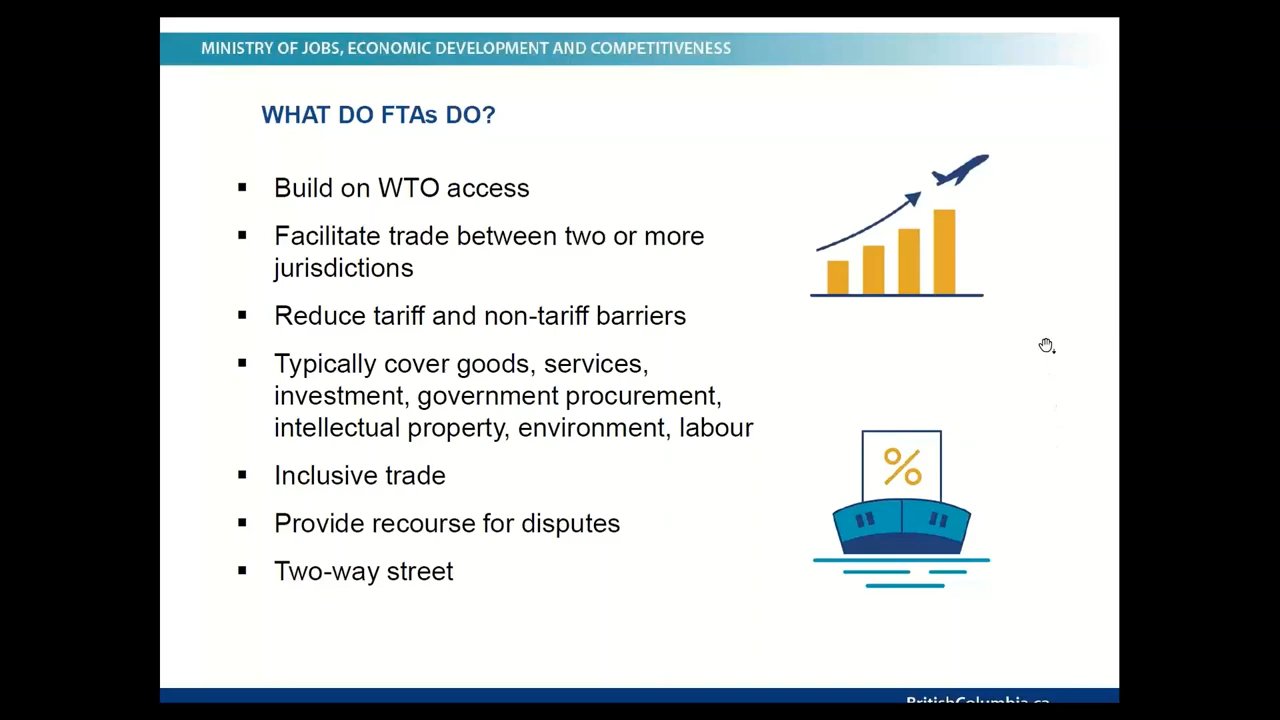 MINISTRY OF JOBS, ECONOMIC DEVELOPMENT AND COMPETITIVENESS
WHAT DO FTAs DO?
▪ Build on WTO access
▪ Facilitate trade between two or more
jurisdictions
▪ Reduce tariff and non-tariff barriers
▪ Typically cover goods, services,
investment, government procurement,
intellectual property, environment, labour
▪ Inclusive trade
▪ Provide recourse for disputes
▪ Two-way street
%
BritishColumbia.ca